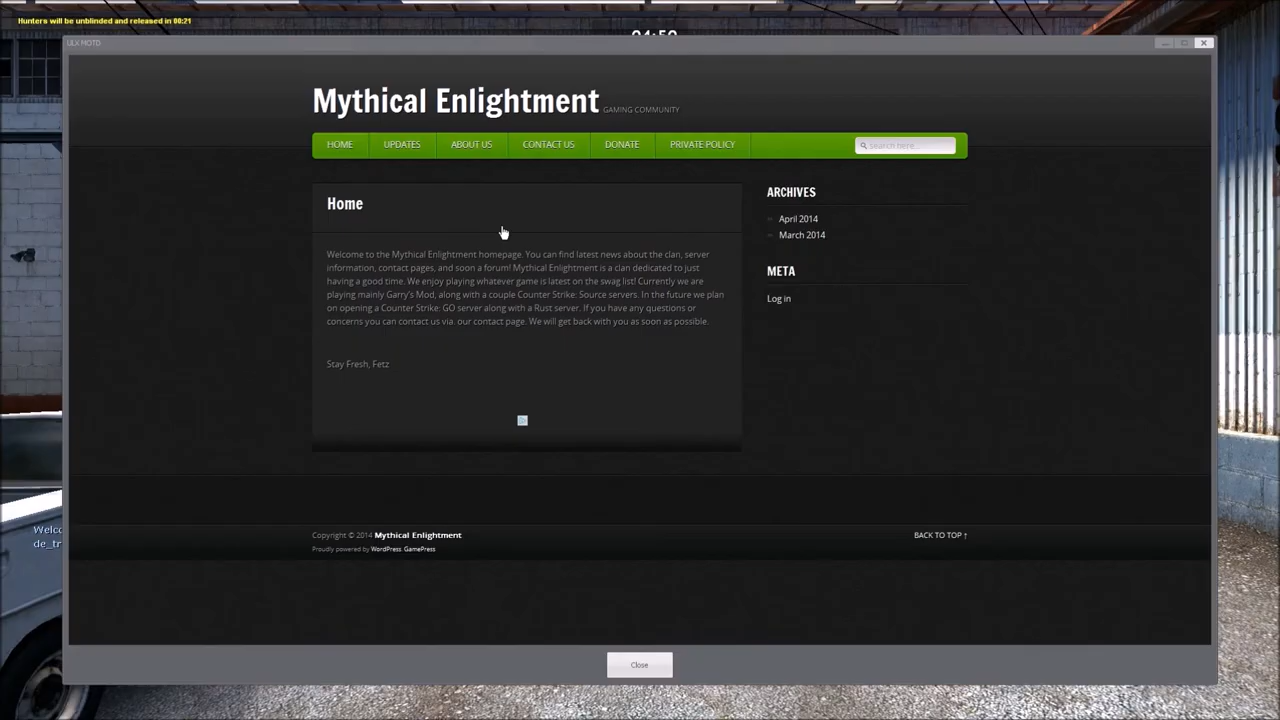 Hunters will be unblinded and released in 00:21
ULX MOTD
Mythical Enlightment GAMING COMMUNITY
HOME UPDATES ABOUT US CONTACT US DONATE PRIVATE POLICY search here...
Home
Welcome to the Mythical Enlightment homepage. You can find latest news about the clan, server
information, contact pages, and soon a forum! Mythical Enlightment is a clan dedicated to just
having a good time. We enjoy playing whatever game is latest on the swag list! Currently we are
playing mainly Garry's Mod, along with a couple Counter Strike: Source servers. In the future we plan
on opening a Counter Strike: GO server along with a Rust server. If you have any questions or
concerns you can contact us via. our contact page. We will get back with you as soon as possible.
Stay Fresh, Fetz
ARCHIVES
April 2014
March 2014
META
Log in
Welco
de_tr
Copyright © 2014 Mythical Enlightment
Proudly powered by WordPress. GamePress
BACK TO TOP ↑
Close